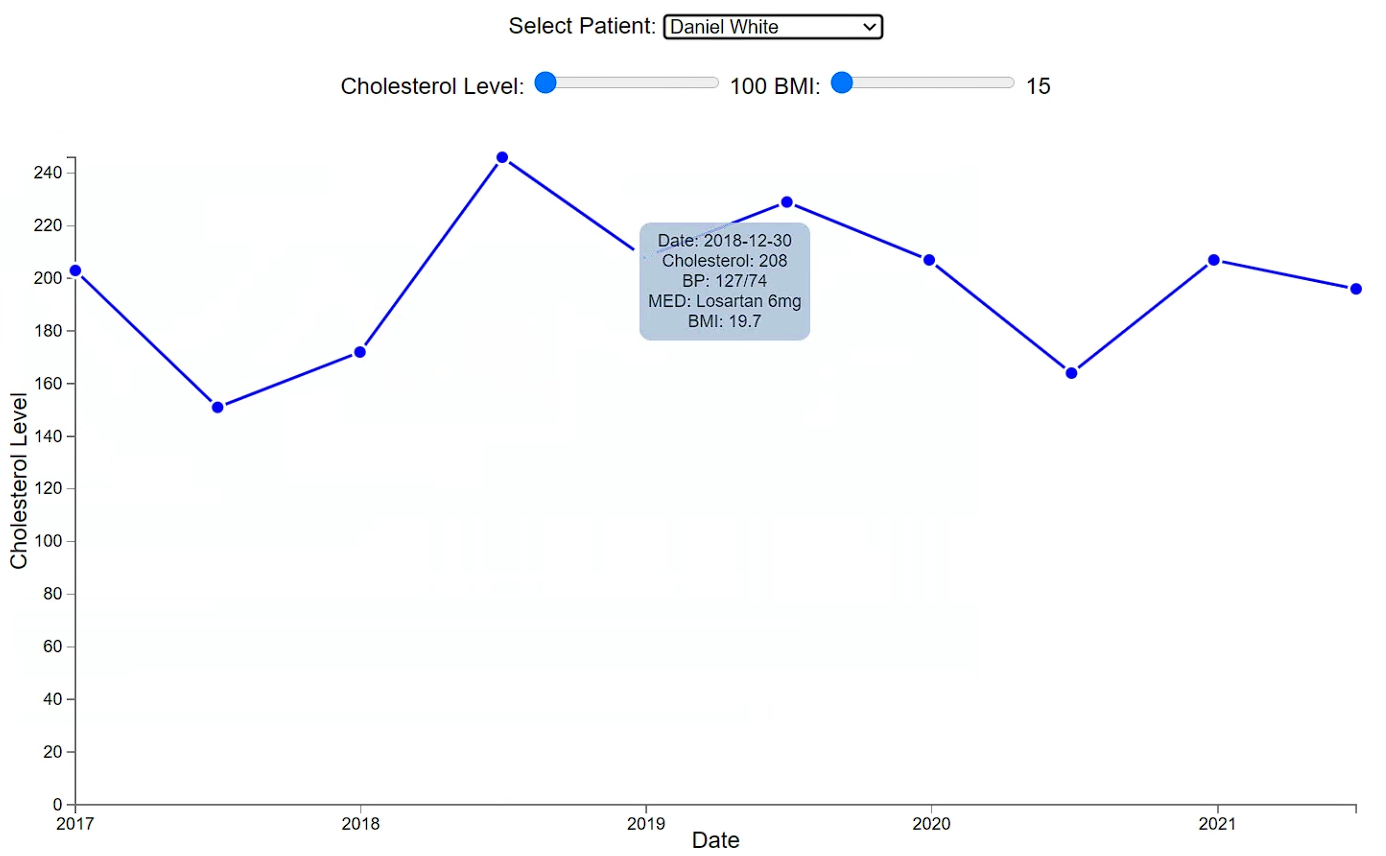 Select Patient: Daniel White
Cholesterol Level: 100 BMI: 15
240
220
200
180
160
140
120
100
80
60
40
20
0
Cholesterol Level
Date: 2018-12-30
Cholesterol: 208
BP: 127/74
MED: Losartan 6mg
BMI: 19.7
2017 2018 2019 2020 2021
Date